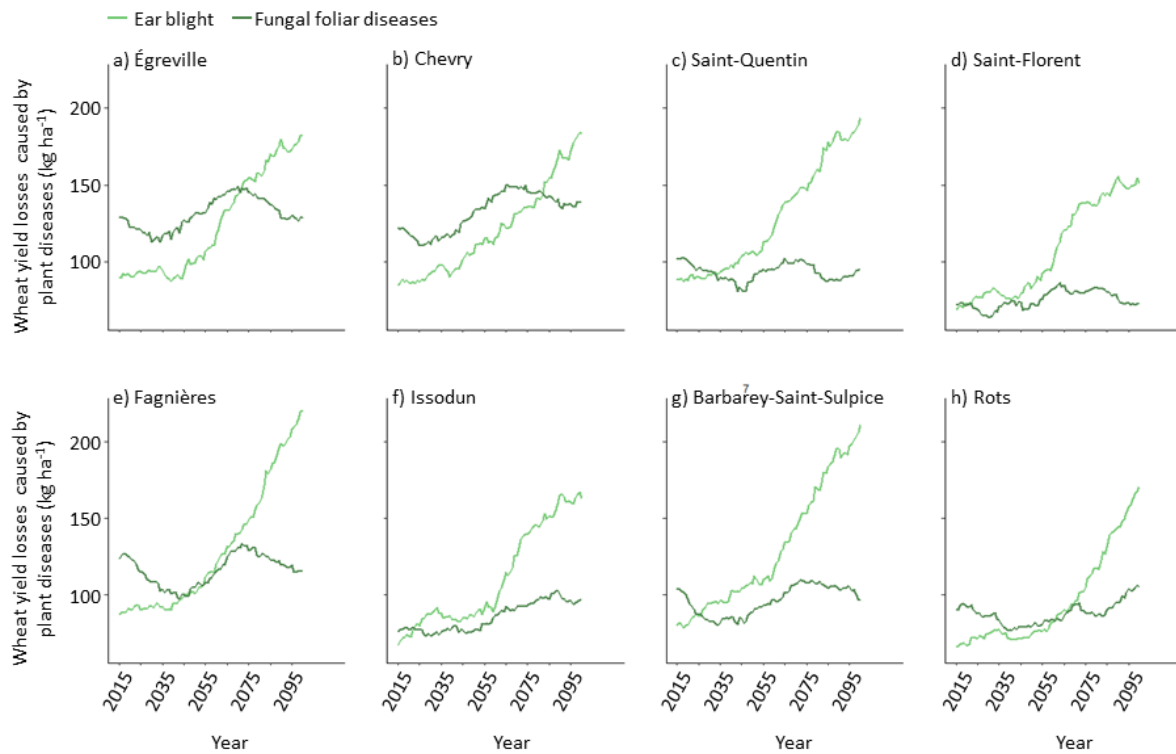 Ear blight Fungal foliar diseases
a) Égreville
b) Chevry
c) Saint-Quentin
d) Saint-Florent
Wheat yield losses caused by
plant diseases (kg ha⁻¹)
200
150
100
e) Fagnières
f) Issodun
7
g) Barbarey-Saint-Sulpice
h) Rots
Wheat yield losses caused by
plant diseases (kg ha⁻¹)
200
150
100
2015 2035 2055 2075 2095
2015 2035 2055 2075 2095
2015 2035 2055 2075 2095
2015 2035 2055 2075 2095
Year Year Year Year